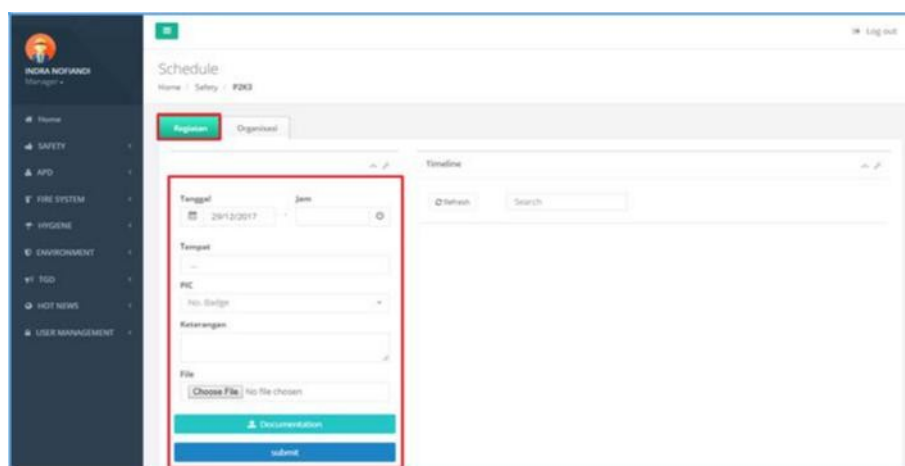 Log out
INDRA NOFIANDI
Manager
Schedule
Home / Safety / P2K3
Home
SAFETY
APD
FIRE SYSTEM
HYGIENE
ENVIRONMENT
TGD
HOT NEWS
USER MANAGEMENT
Kegiatan Organisasi
Timeline
Tanggal Jam
29/12/2017 -
Refresh Search
Tempat
...
PIC
No. Badge
Keterangan
File
Choose File No file chosen
Documentation
submit